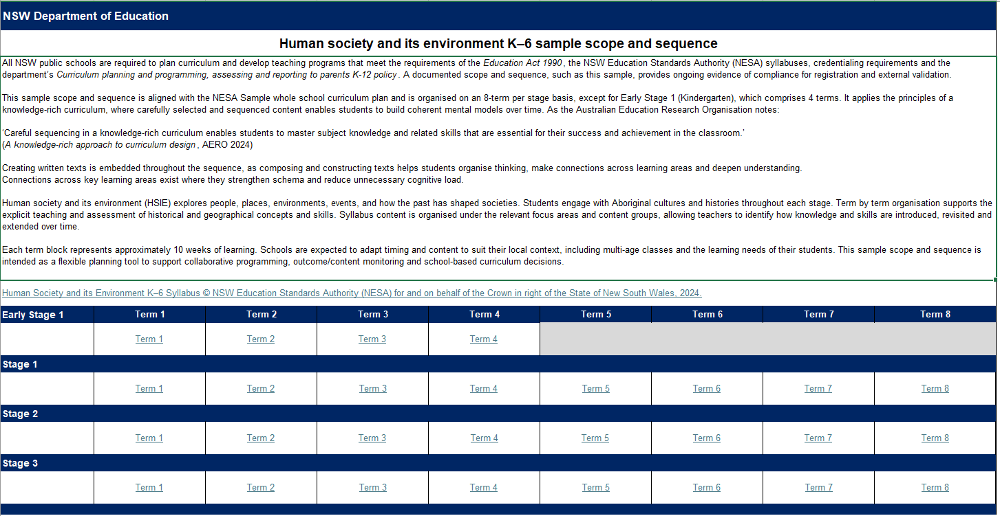 NSW Department of Education
Human society and its environment K–6 sample scope and sequence
All NSW public schools are required to plan curriculum and develop teaching programs that meet the requirements of the Education Act 1990, the NSW Education Standards Authority (NESA) syllabuses, credentialing requirements and the
department's Curriculum planning and programming, assessing and reporting to parents K-12 policy. A documented scope and sequence, such as this sample, provides ongoing evidence of compliance for registration and external validation.
This sample scope and sequence is aligned with the NESA Sample whole school curriculum plan and is organised on an 8-term per stage basis, except for Early Stage 1 (Kindergarten), which comprises 4 terms. It applies the principles of a
knowledge-rich curriculum, where carefully selected and sequenced content enables students to build coherent mental models over time. As the Australian Education Research Organisation notes:
'Careful sequencing in a knowledge-rich curriculum enables students to master subject knowledge and related skills that are essential for their success and achievement in the classroom.'
(A knowledge-rich approach to curriculum design, AERO 2024)
Creating written texts is embedded throughout the sequence, as composing and constructing texts helps students organise thinking, make connections across learning areas and deepen understanding.
Connections across key learning areas exist where they strengthen schema and reduce unnecessary cognitive load.
Human society and its environment (HSIE) explores people, places, environments, events, and how the past has shaped societies. Students engage with Aboriginal cultures and histories throughout each stage. Term by term organisation supports the
explicit teaching and assessment of historical and geographical concepts and skills. Syllabus content is organised under the relevant focus areas and content groups, allowing teachers to identify how knowledge and skills are introduced, revisited and
extended over time.
Each term block represents approximately 10 weeks of learning. Schools are expected to adapt timing and content to suit their local context, including multi-age classes and the learning needs of their students. This sample scope and sequence is
intended as a flexible planning tool to support collaborative programming, outcome/content monitoring and school-based curriculum decisions.
Human Society and its Environment K–6 Syllabus © NSW Education Standards Authority (NESA) for and on behalf of the Crown in right of the State of New South Wales, 2024.
Early Stage 1 Term 1 Term 2 Term 3 Term 4 Term 5 Term 6 Term 7 Term 8
Term 1 Term 2 Term 3 Term 4
Stage 1
Term 1 Term 2 Term 3 Term 4 Term 5 Term 6 Term 7 Term 8
Stage 2
Term 1 Term 2 Term 3 Term 4 Term 5 Term 6 Term 7 Term 8
Stage 3
Term 1 Term 2 Term 3 Term 4 Term 5 Term 6 Term 7 Term 8